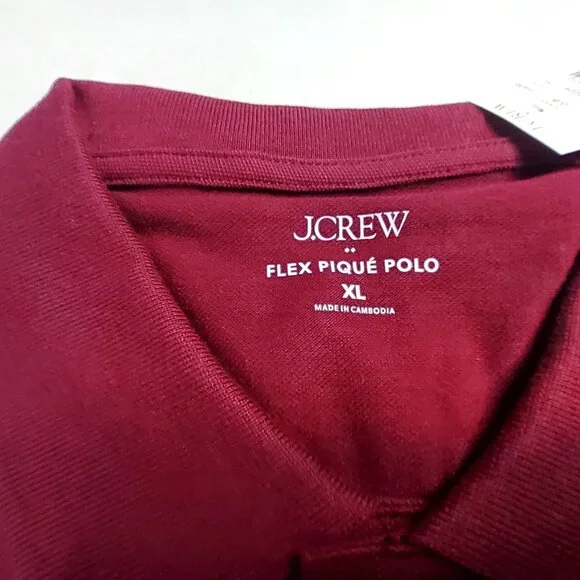 J.CREW
FLEX PIQUÉ POLO
XL
MADE IN CAMBODIA